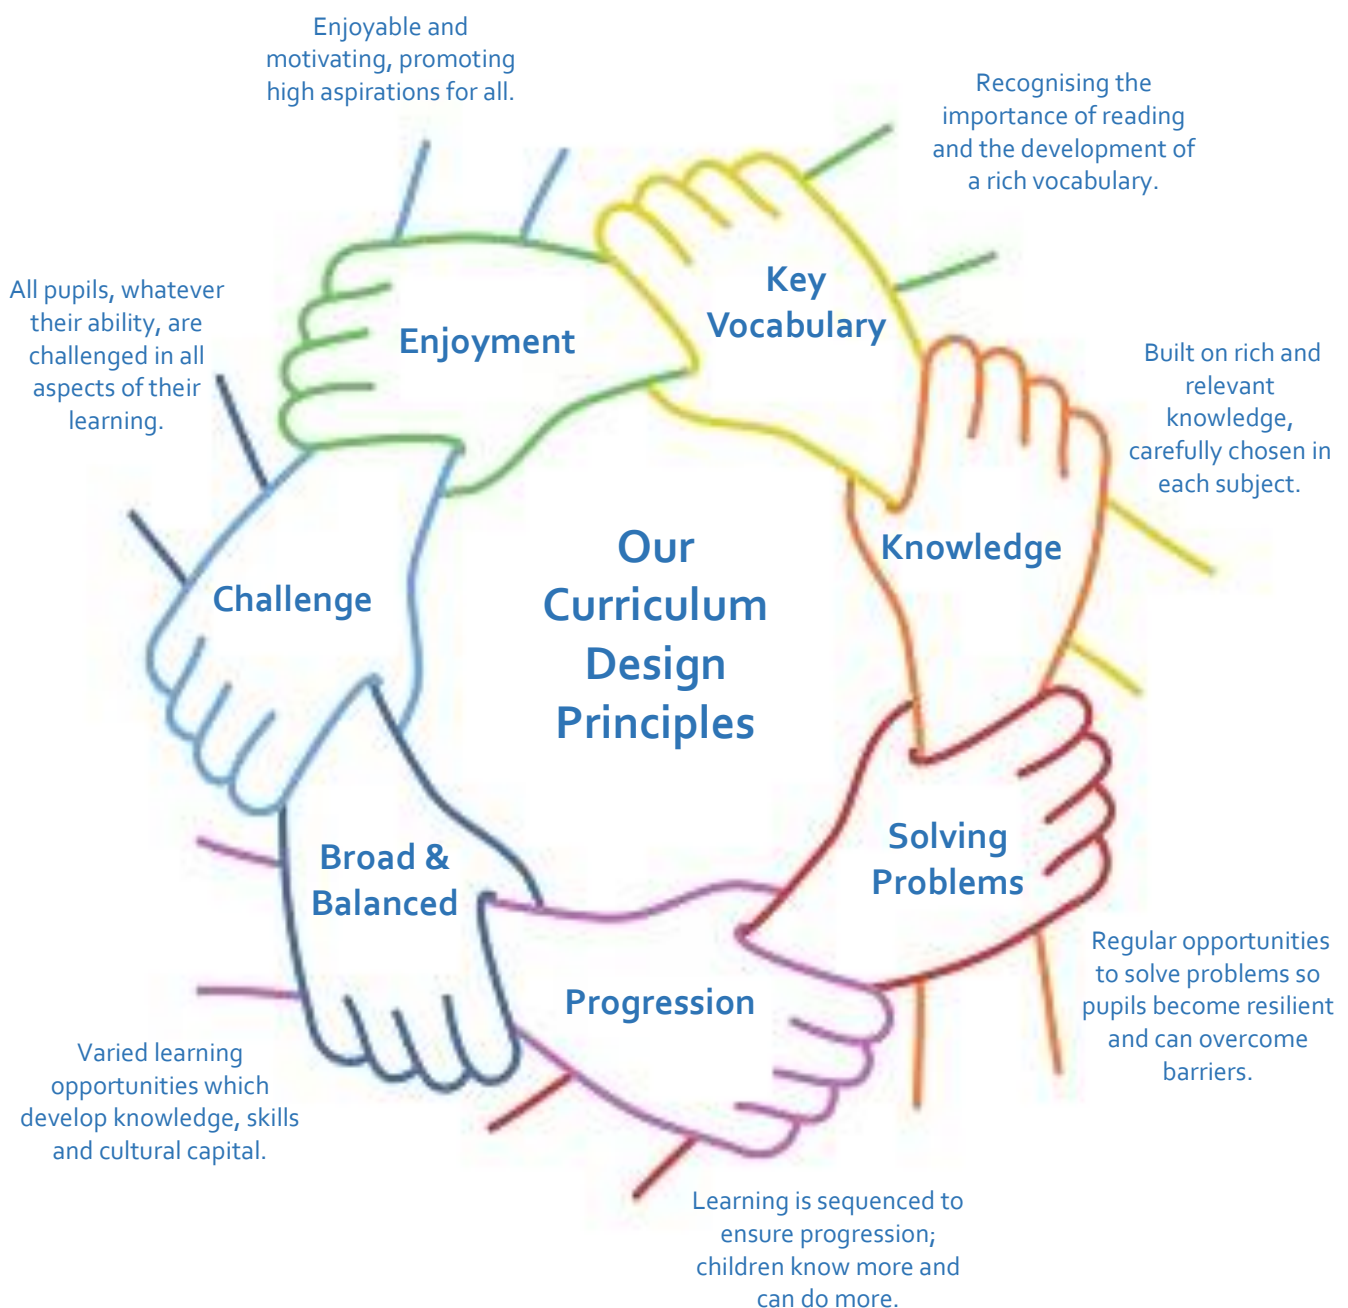 Enjoyable and
motivating, promoting
high aspirations for all.
Recognising the
importance of reading
and the development of
a rich vocabulary.
Key
Vocabulary
Enjoyment
All pupils, whatever
their ability, are
challenged in all
aspects of their
learning.
Built on rich and
relevant
knowledge,
carefully chosen in
each subject.
Knowledge
Our
Curriculum
Design
Principles
Challenge
Broad &
Balanced
Solving
Problems
Progression
Regular opportunities
to solve problems so
pupils become resilient
and can overcome
barriers.
Varied learning
opportunities which
develop knowledge, skills
and cultural capital.
Learning is sequenced to
ensure progression;
children know more and
can do more.